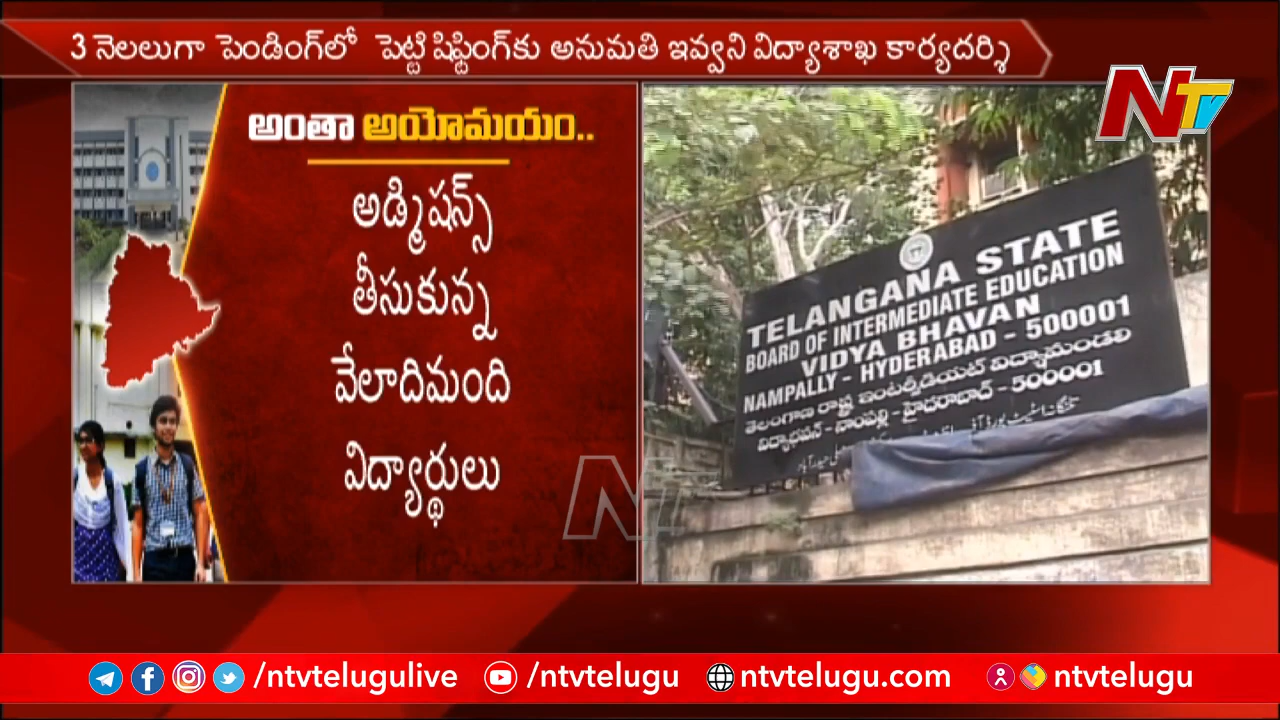 3 నెలలుగా పెండింగ్‌లో పెట్టి షిఫ్టింగ్‌కు అనుమతి ఇవ్వని విద్యాశాఖ కార్యదర్శి
NTV
అంతా అయోమయం..
అడ్మిషన్స్
తీసుకున్న
వేలాదిమంది
విద్యార్థులు
TELANGANA STATE
BOARD OF INTERMEDIATE EDUCATION
VIDYA BHAVAN
NAMPALLY - HYDERABAD - 500001
తెలంగాణ రాష్ట్ర ఇంటర్మీడియట్ విద్యామండలి
విద్యాభవన్ - నాంపల్లి - హైదరాబాద్ - 500001
/ntvtelugulive /ntvtelugu ntvtelugu.com ntvtelugu